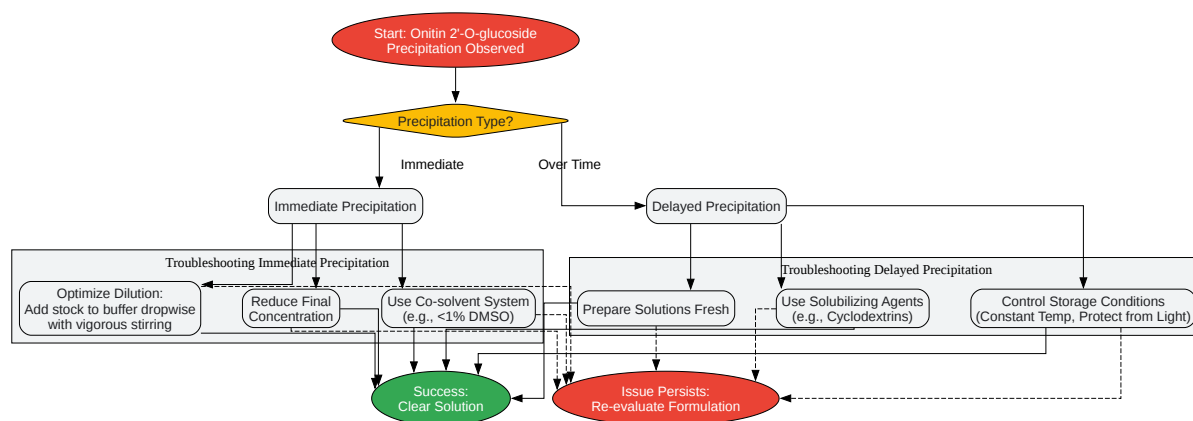 Start: Onitin 2'-O-glucoside
Precipitation Observed
Precipitation Type?
Immediate
Over Time
Immediate Precipitation
Delayed Precipitation
Troubleshooting Immediate Precipitation
Troubleshooting Delayed Precipitation
Optimize Dilution:
Add stock to buffer dropwise
with vigorous stirring
Reduce Final
Concentration
Use Co-solvent System
(e.g., <1% DMSO)
Prepare Solutions Fresh
Use Solubilizing Agents
(e.g., Cyclodextrins)
Control Storage Conditions
(Constant Temp, Protect from Light)
Success:
Clear Solution
Issue Persists:
Re-evaluate Formulation